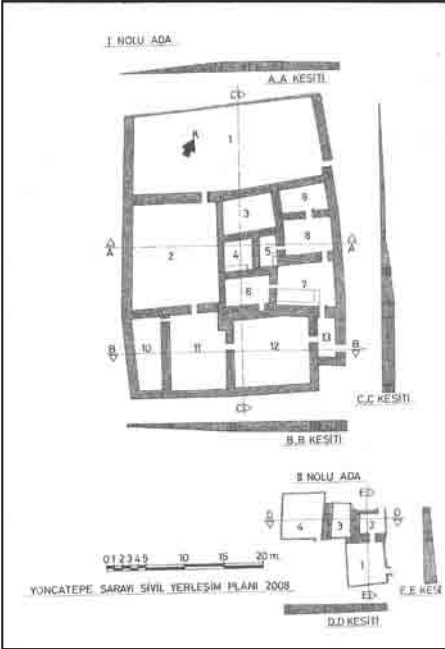 I NOLU ADA
A.A KESİTİ
C
A
1
9
3
8
A
A
2
4
5
6
7
B
B
10
11
12
13
C
C.C KESİTİ
B.B KESİTİ
II NOLU ADA
E
D
D
4
3
2
1
E
E.E KESİ
D.D KESİTİ
0 1 2 3 4 5 10 15 20 m.
YONCATEPE SARAYI SİVİL YERLEŞİM PLANI 2008